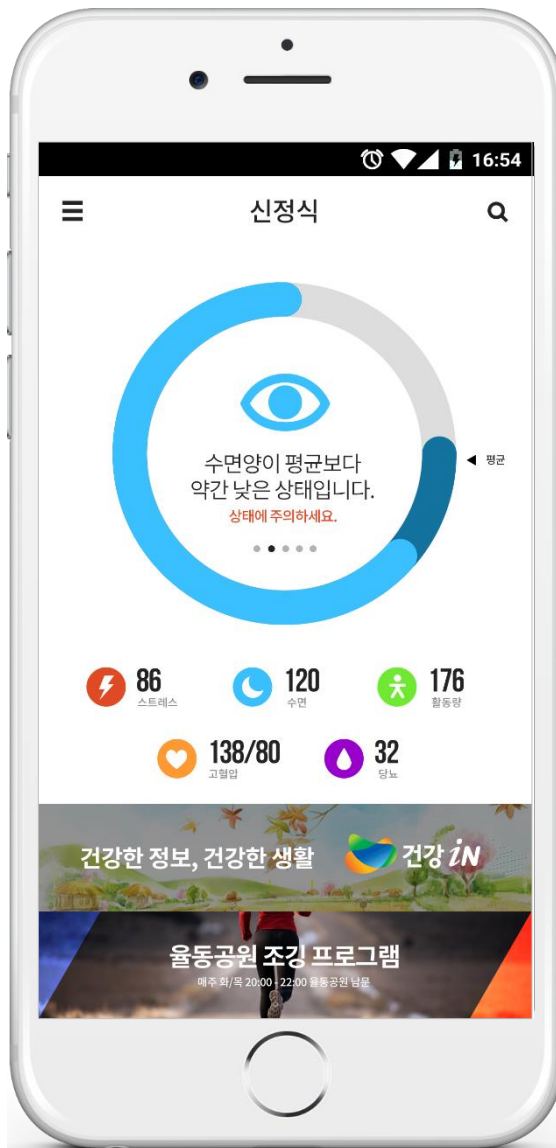 16:54
신정식
수면양이 평균보다
약간 낮은 상태입니다.
상태에 주의하세요.
평균
86
스트레스
120
수면
176
활동량
138/80
고혈압
32
당뇨
건강한 정보, 건강한 생활
건강iN
율동공원 조깅 프로그램
매주 화/목 20:00 - 22:00 율동공원 남문